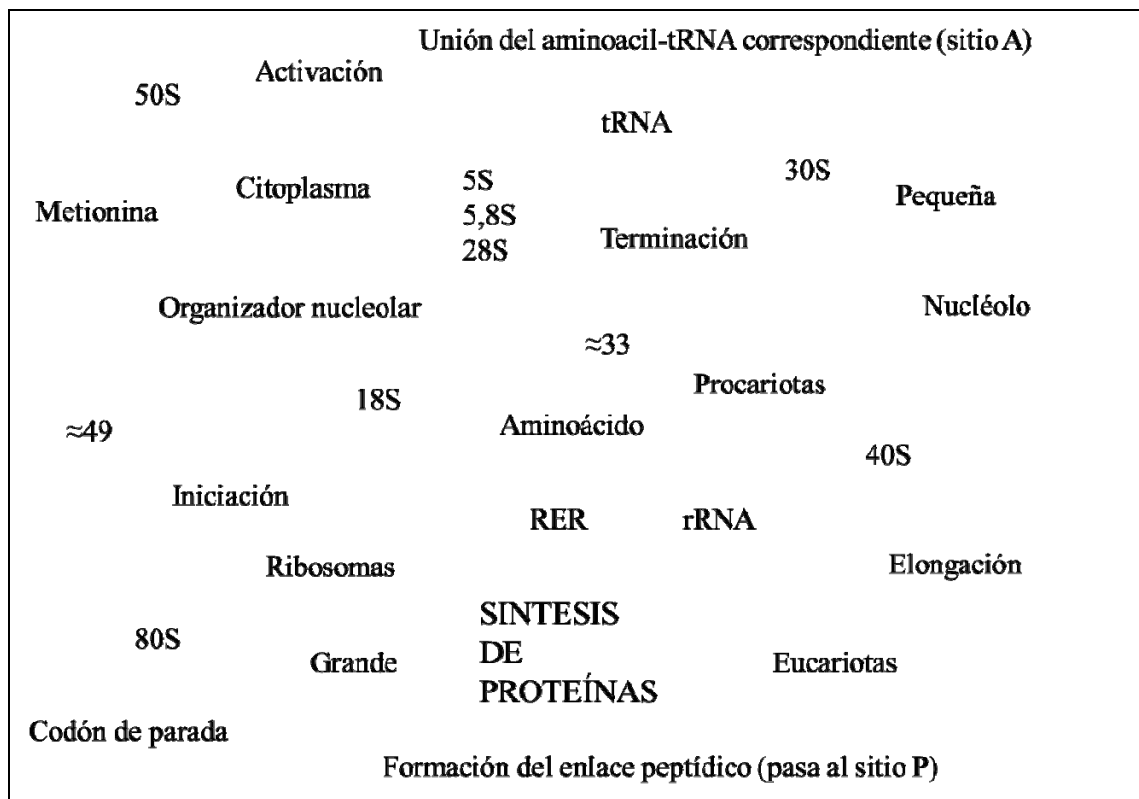 Unión del aminoacil-tRNA correspondiente (sitio A)
Activación
50S
tRNA
30S
Citoplasma
5S
Pequeña
Metionina
5,8S
Terminación
28S
Organizador nucleolar
Nucléolo
≈33
Procariotas
18S
Aminoácido
≈49
40S
Iniciación
RER
rRNA
Ribosomas
Elongación
SINTESIS
80S
DE
Grande
Eucariotas
PROTEÍNAS
Codón de parada
Formación del enlace peptídico (pasa al sitio P)